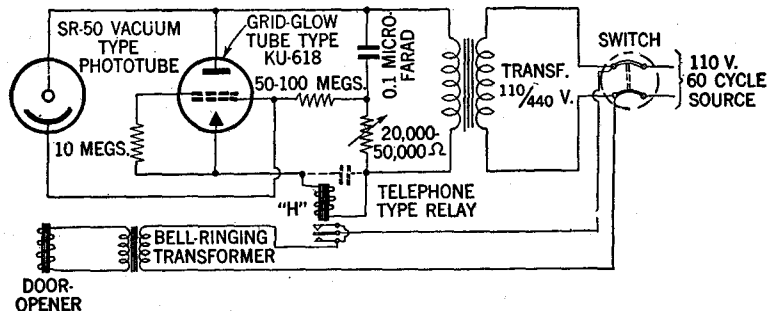 SR-50 VACUUM
TYPE
PHOTOTUBE
GRID-GLOW
TUBE TYPE
KU-618
50-100 MEGS.
10 MEGS.
0.1 MICRO-
FARAD
20,000-
50,000 Ω
TRANSF.
110/440 V.
SWITCH
110 V.
60 CYCLE
SOURCE
"H"
TELEPHONE
TYPE RELAY
BELL-RINGING
TRANSFORMER
DOOR-
OPENER